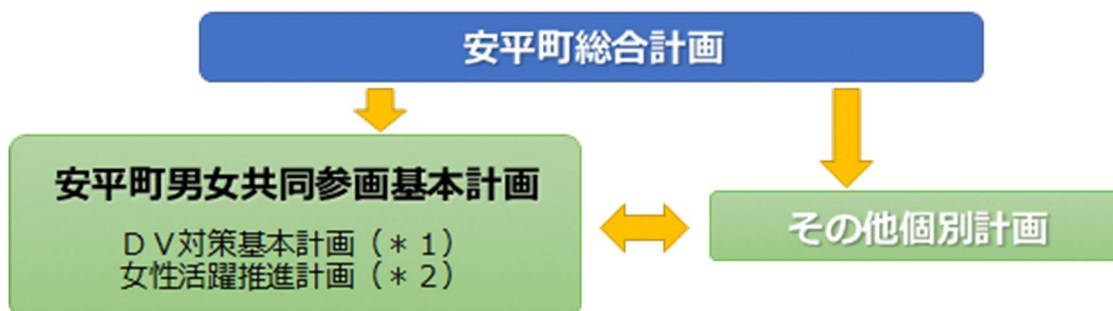 安平町総合計画
安平町男女共同参画基本計画
ＤＶ対策基本計画（＊１）
女性活躍推進計画（＊２）
その他個別計画